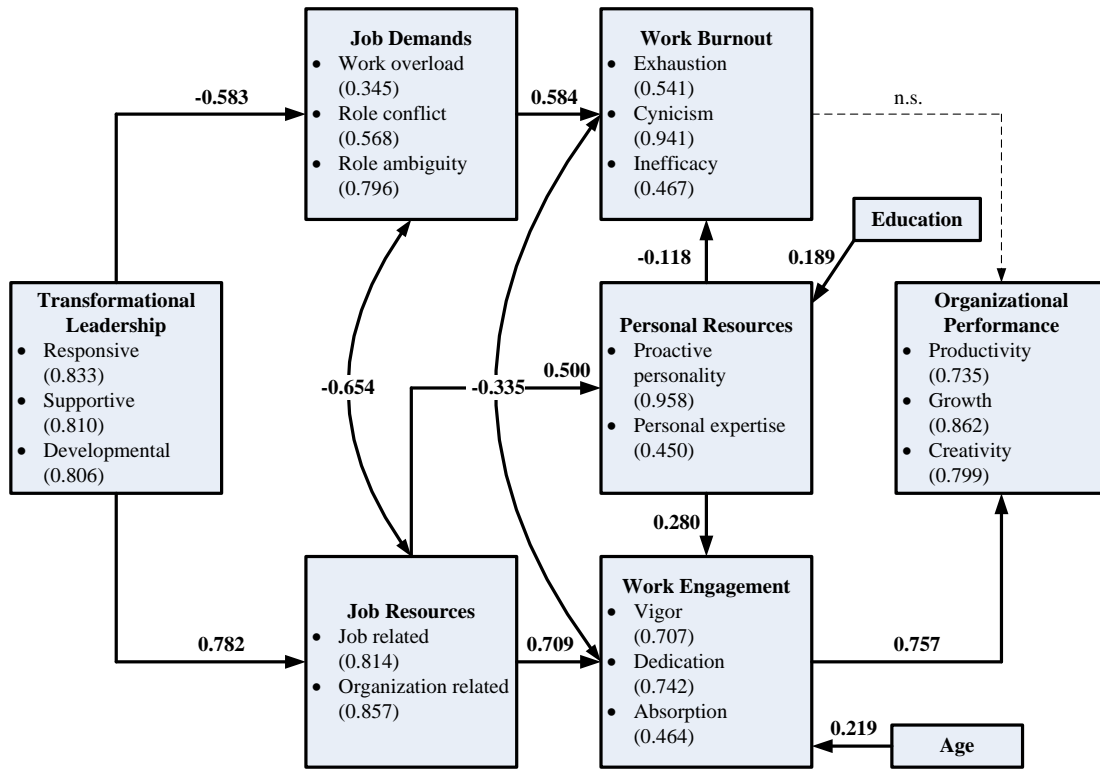 Job Demands
• Work overload
(0.345)
• Role conflict
(0.568)
• Role ambiguity
(0.796)
Work Burnout
• Exhaustion
(0.541)
• Cynicism
(0.941)
• Inefficacy
(0.467)
-0.583
0.584
n.s.
Education
-0.118
0.189
Transformational
Leadership
• Responsive
(0.833)
• Supportive
(0.810)
• Developmental
(0.806)
Personal Resources
• Proactive
personality
(0.958)
• Personal expertise
(0.450)
Organizational
Performance
• Productivity
(0.735)
• Growth
(0.862)
• Creativity
(0.799)
-0.654
0.500
-0.335
0.280
Job Resources
• Job related
(0.814)
• Organization related
(0.857)
Work Engagement
• Vigor
(0.707)
• Dedication
(0.742)
• Absorption
(0.464)
0.782
0.709
0.757
0.219
Age